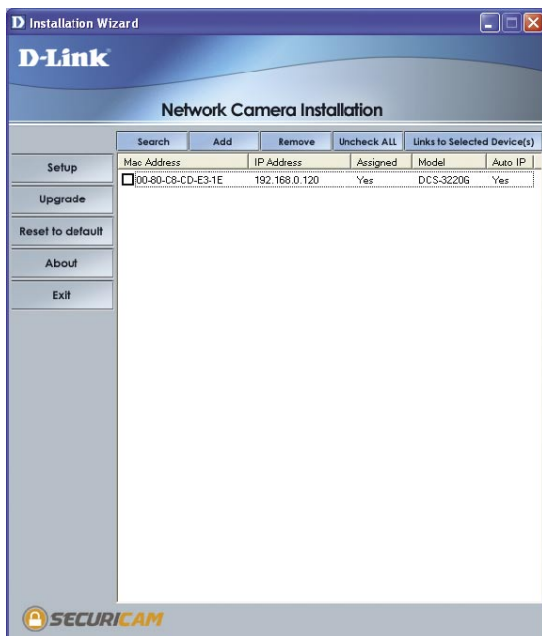 Installation Wizard
D-Link
Network Camera Installation
Search Add Remove Uncheck ALL Links to Selected Device(s)
Mac Address IP Address Assigned Model Auto IP
00-80-C8-CD-E3-1E 192.168.0.120 Yes DCS-3220G Yes
Setup
Upgrade
Reset to default
About
Exit
SECURICAM